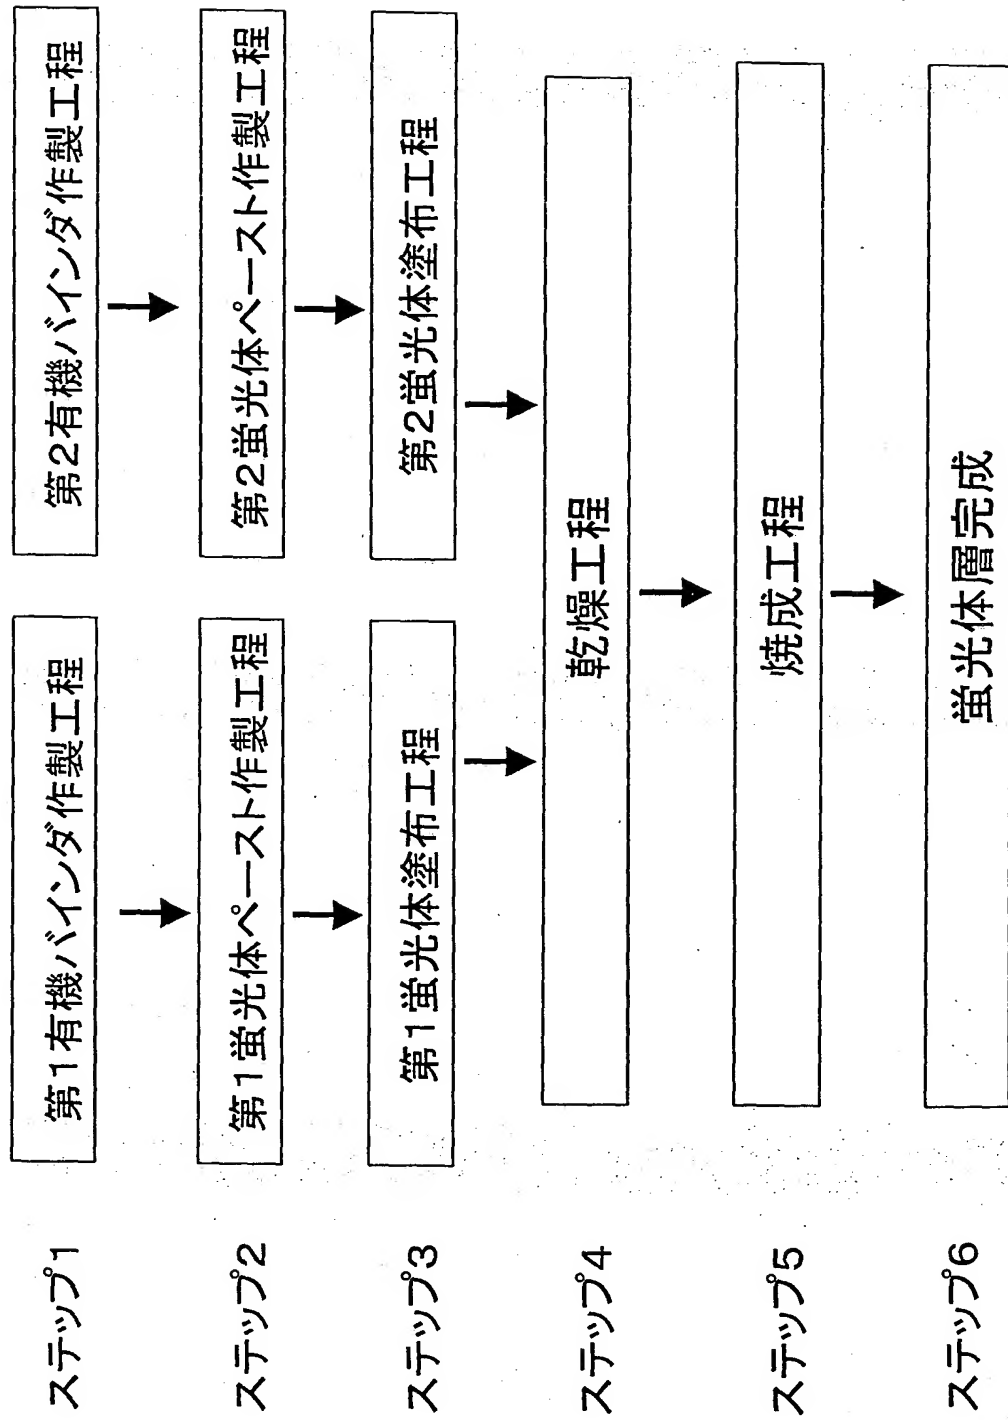 ステップ1
第1有機バインダ作製工程
第2有機バインダ作製工程
ステップ2
第1蛍光体ペースト作製工程
第2蛍光体ペースト作製工程
ステップ3
第1蛍光体塗布工程
第2蛍光体塗布工程
ステップ4
乾燥工程
ステップ5
焼成工程
ステップ6
蛍光体層完成